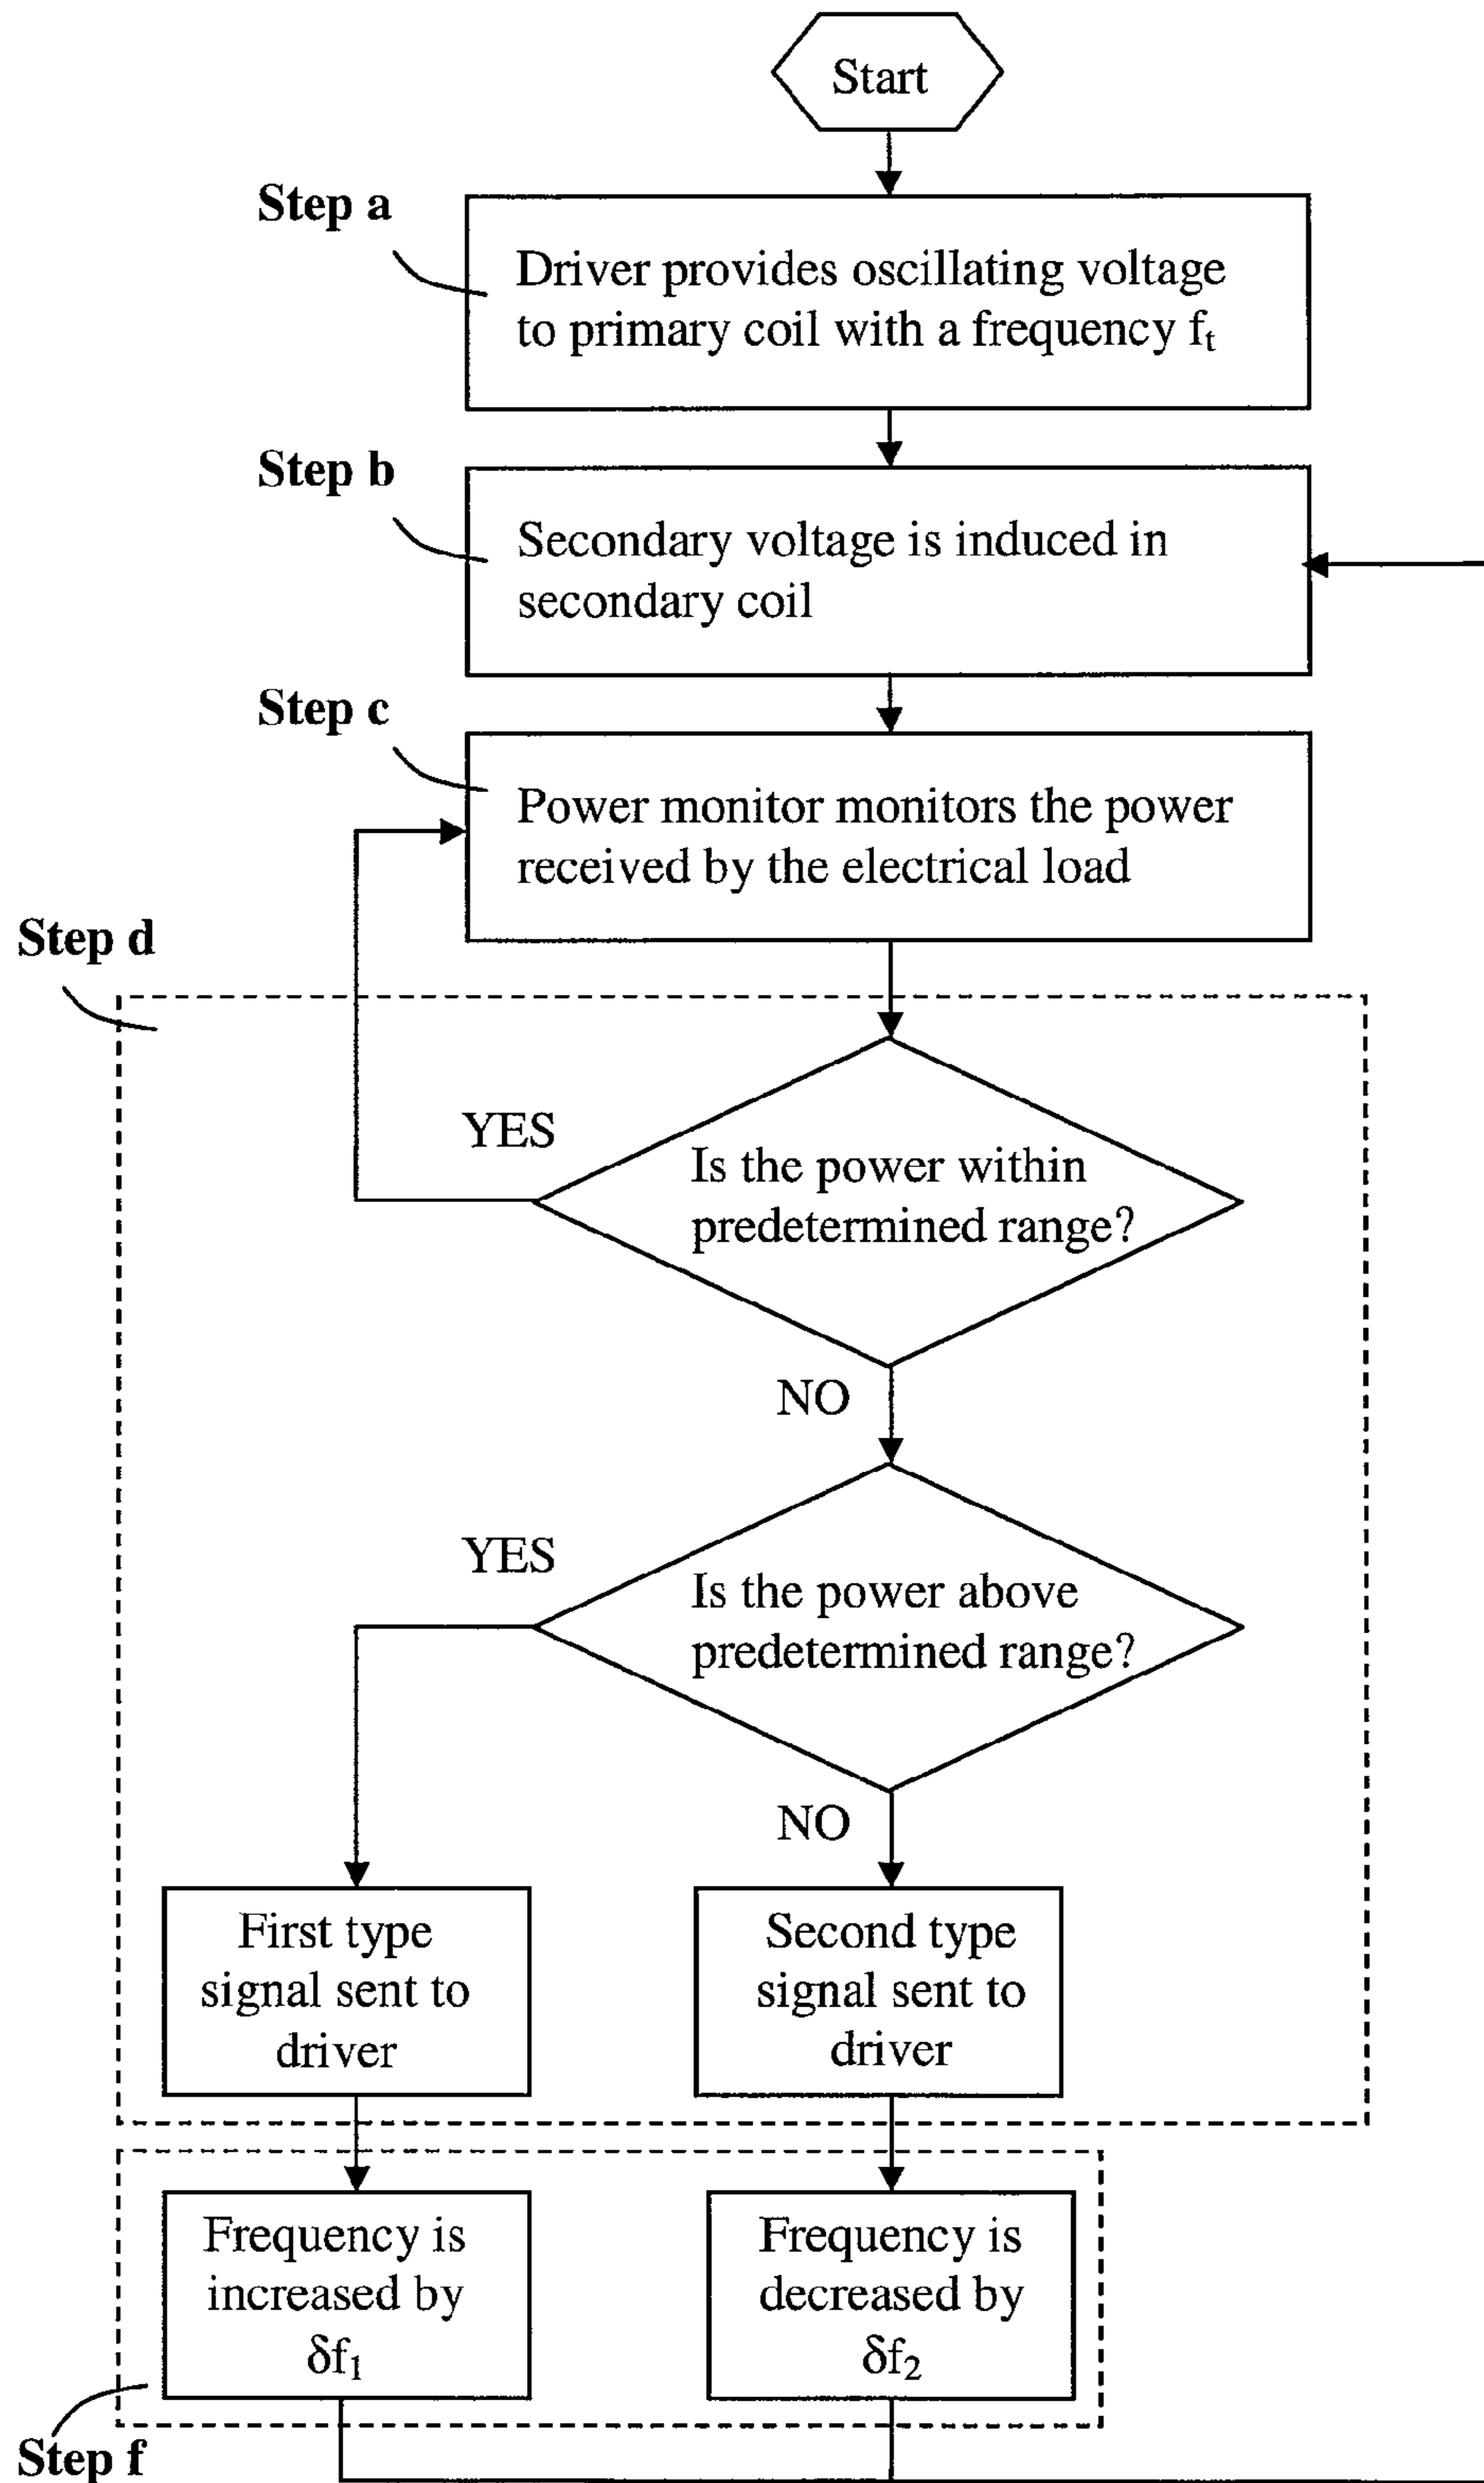 Start
Step a
Driver provides oscillating voltage
to primary coil with a frequency fₜ
Step b
Secondary voltage is induced in
secondary coil
Step c
Power monitor monitors the power
received by the electrical load
Step d
YES
Is the power within
predetermined range?
NO
YES
Is the power above
predetermined range?
NO
First type
signal sent to
driver
Second type
signal sent to
driver
Frequency is
increased by
δf₁
Frequency is
decreased by
δf₂
Step f